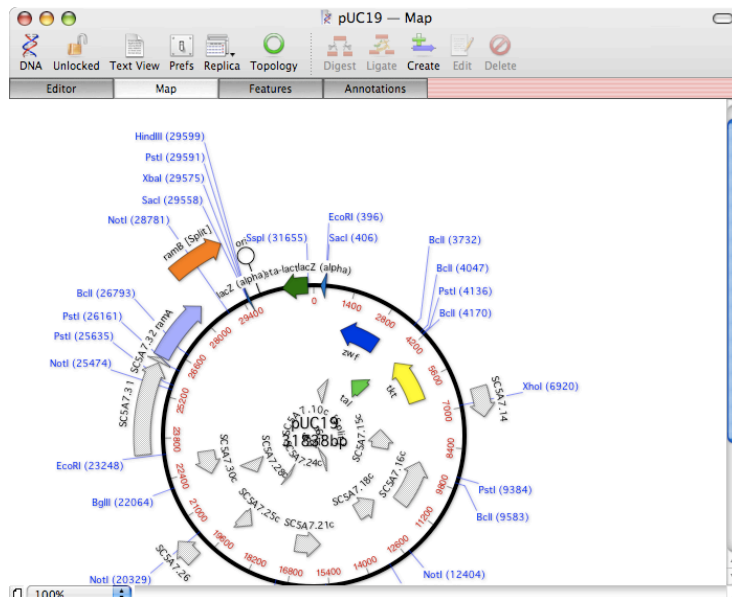 pUC19 — Map
DNA Unlocked Text View Prefs Replica Topology Digest Ligate Create Edit Delete
Editor Map Features Annotations
HindIII (29599)
PstI (29591)
XbaI (29575)
SacI (29558)
NotI (28781)
ramB [Split]
ori
SspI (31655)
EcoRI (396)
SacI (406)
lacZ (alpha)
lacZ (alpha)
BclI (3732)
BclI (4047)
PstI (4136)
BclI (4170)
BclI (26793)
PstI (26161)
PstI (25635)
NotI (25474)
SC5A7.32
ramA
SC5A7.31
EcoRI (23248)
BglII (22064)
NotI (20329)
SC5A7.26
XhoI (6920)
SC5A7.14
PstI (9384)
BclI (9583)
NotI (12404)
0
1400
2800
4200
5600
7000
8400
9800
11200
12600
14000
15400
16800
18200
19600
21000
22400
23800
25200
26600
28000
29400
zwf
tkt
tal
SC5A7.10c
SC5A7.15c
SC5A7.16c
SC5A7.18c
SC5A7.21c
SC5A7.24c
SC5A7.25c
SC5A7.28c
SC5A7.30c
pUC19
31838bp
100%